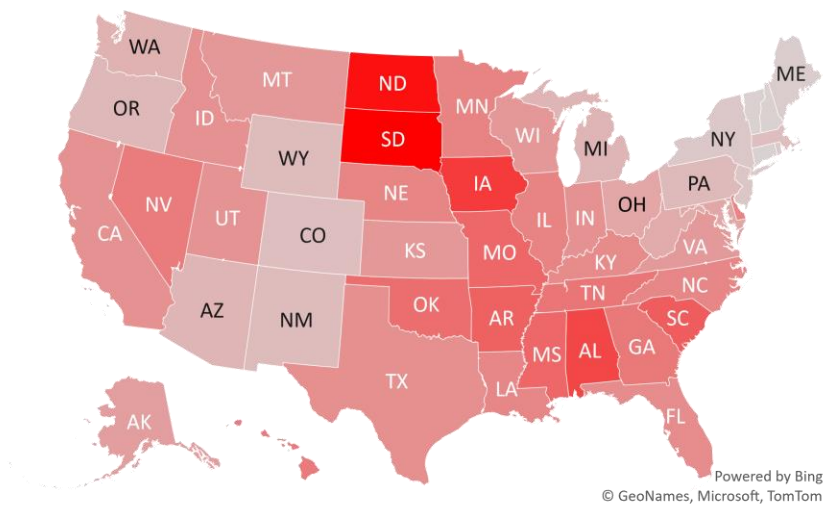 WA
ME
MT
ND
MN
OR
ID
SD
WI
NY
MI
WY
IA
PA
NE
NV
OH
UT
IL
IN
CO
CA
VA
KS
MO
KY
NC
TN
OK
AZ
NM
AR
SC
MS
AL
GA
TX
LA
FL
AK
Powered by Bing
© GeoNames, Microsoft, TomTom